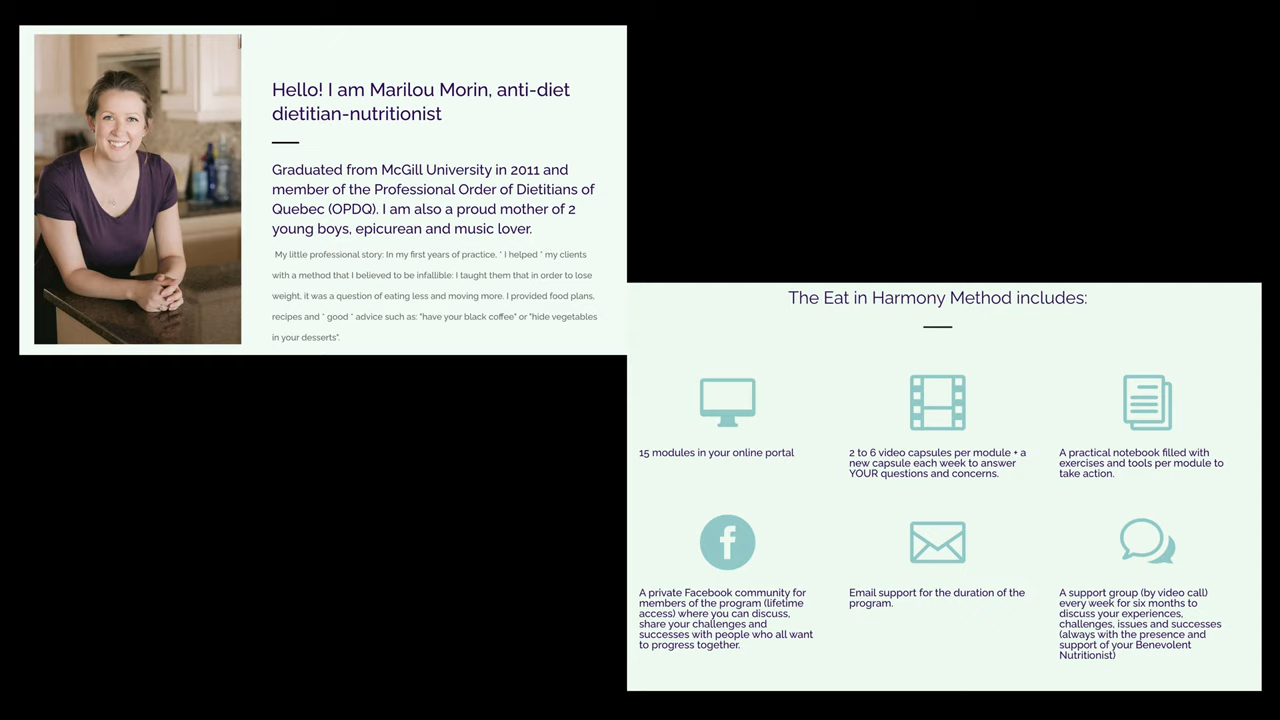 Hello! I am Marilou Morin, anti-diet
dietitian-nutritionist
Graduated from McGill University in 2011 and
member of the Professional Order of Dietitians of
Quebec (OPDQ). I am also a proud mother of 2
young boys, epicurean and music lover.
My little professional story: In my first years of practice, " I helped " my clients
with a method that I believed to be infallible: I taught them that in order to lose
weight, it was a question of eating less and moving more. I provided food plans,
recipes and " good " advice such as: "have your black coffee" or "hide vegetables
in your desserts".
The Eat in Harmony Method includes:
15 modules in your online portal
2 to 6 video capsules per module + a
new capsule each week to answer
YOUR questions and concerns.
A practical notebook filled with
exercises and tools per module to
take action.
A private Facebook community for
members of the program (lifetime
access) where you can discuss,
share your challenges and
successes with people who all want
to progress together.
Email support for the duration of the
program.
A support group (by video call)
every week for six months to
discuss your experiences,
challenges, issues and successes
(always with the presence and
support of your Benevolent
Nutritionist)